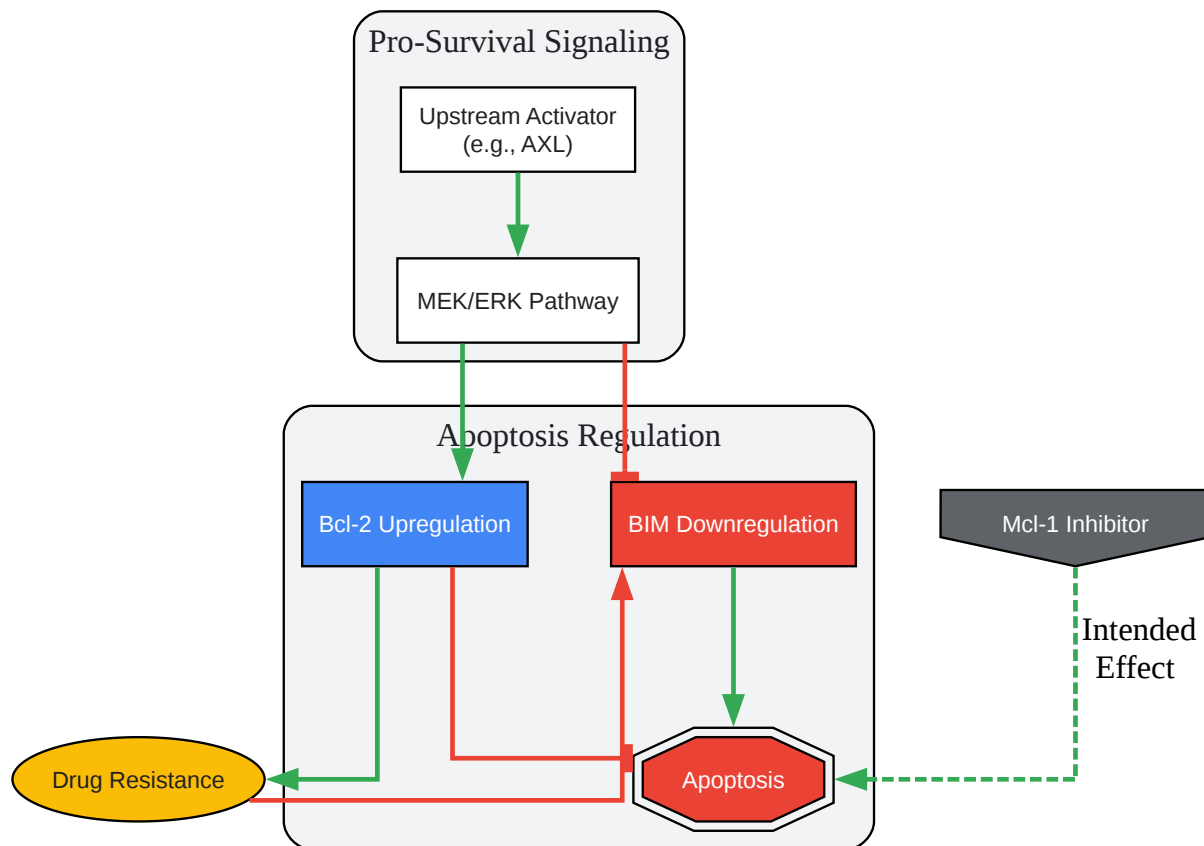 Pro-Survival Signaling
Upstream Activator
(e.g., AXL)
MEK/ERK Pathway
Apoptosis Regulation
Bcl-2 Upregulation
BIM Downregulation
Mcl-1 Inhibitor
Intended
Effect
Drug Resistance
Apoptosis